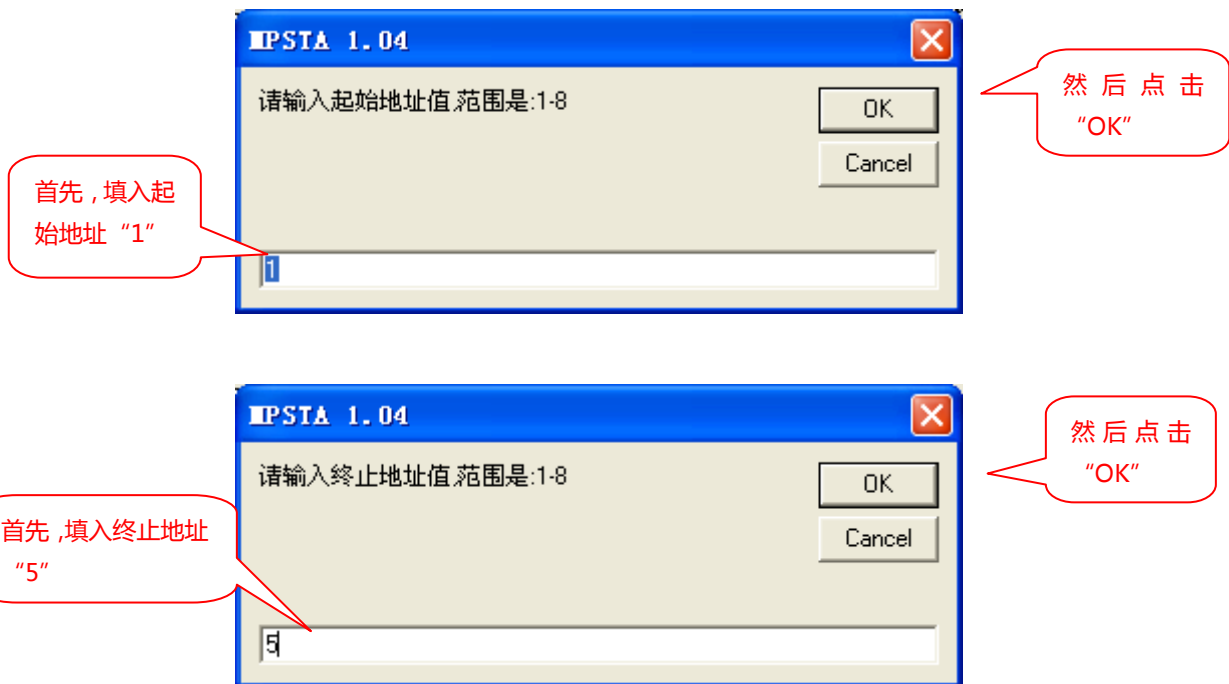 MPSTA 1.04
请输入起始地址值,范围是:1-8
OK
Cancel
然后点击
“OK”
首先,填入起
始地址“1”
1
MPSTA 1.04
请输入终止地址值,范围是:1-8
OK
Cancel
然后点击
“OK”
首先,填入终止地址
“5”
5